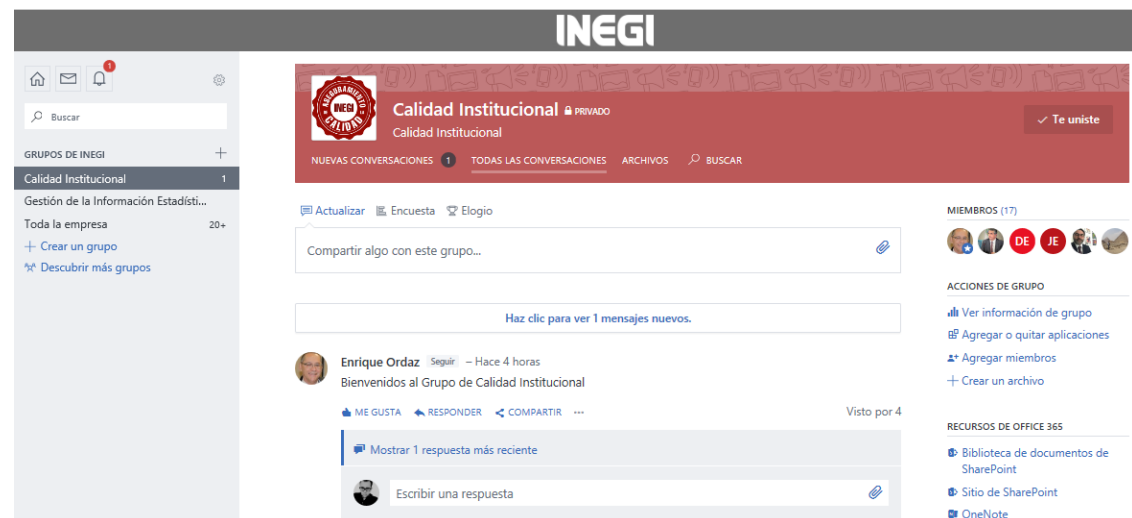 INEGI
1
Buscar
GRUPOS DE INEGI
Calidad Institucional 1
Gestión de la Información Estadísti...
Toda la empresa 20+
Crear un grupo
Descubrir más grupos
ASEGURAMIENTO
INEGI
CALIDAD
Calidad Institucional PRIVADO
Calidad Institucional
Te uniste
NUEVAS CONVERSACIONES 1 TODAS LAS CONVERSACIONES ARCHIVOS BUSCAR
Actualizar Encuesta Elogio
Compartir algo con este grupo...
Haz clic para ver 1 mensajes nuevos.
Enrique Ordaz Seguir – Hace 4 horas
Bienvenidos al Grupo de Calidad Institucional
ME GUSTA RESPONDER COMPARTIR ... Visto por 4
Mostrar 1 respuesta más reciente
Escribir una respuesta
MIEMBROS (17)
DE JE
ACCIONES DE GRUPO
Ver información de grupo
Agregar o quitar aplicaciones
Agregar miembros
Crear un archivo
RECURSOS DE OFFICE 365
Biblioteca de documentos de
SharePoint
Sitio de SharePoint
OneNote